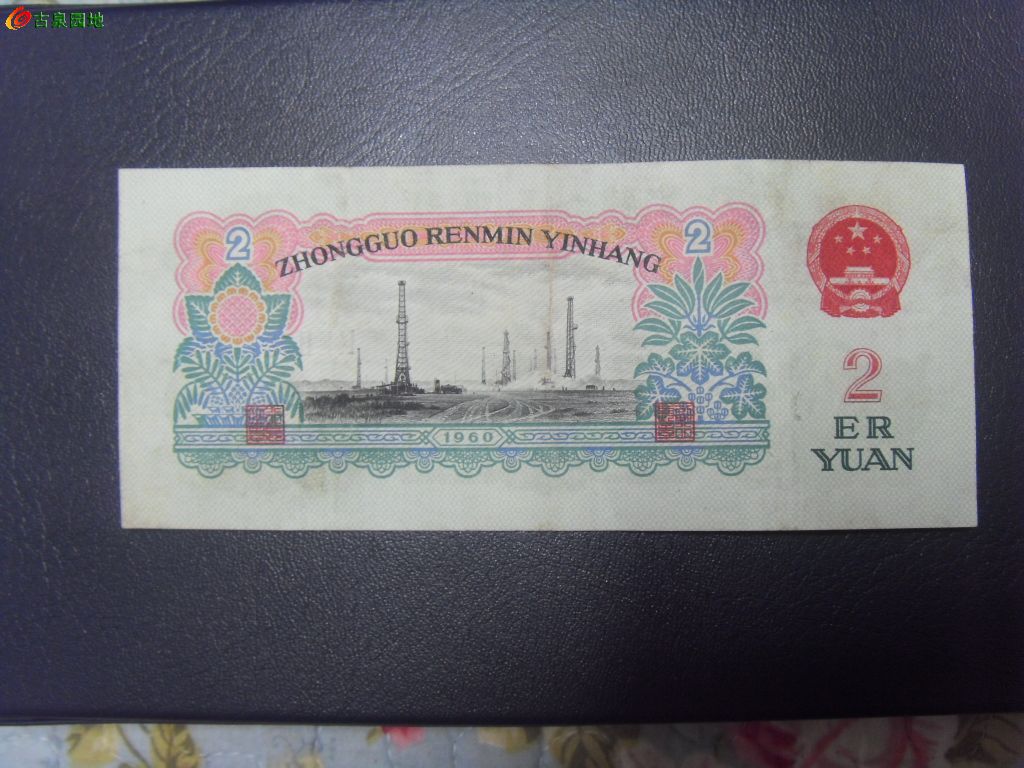 古泉园地
2
2
ZHONGGUO RENMIN YINHANG
2
ER
YUAN
1960